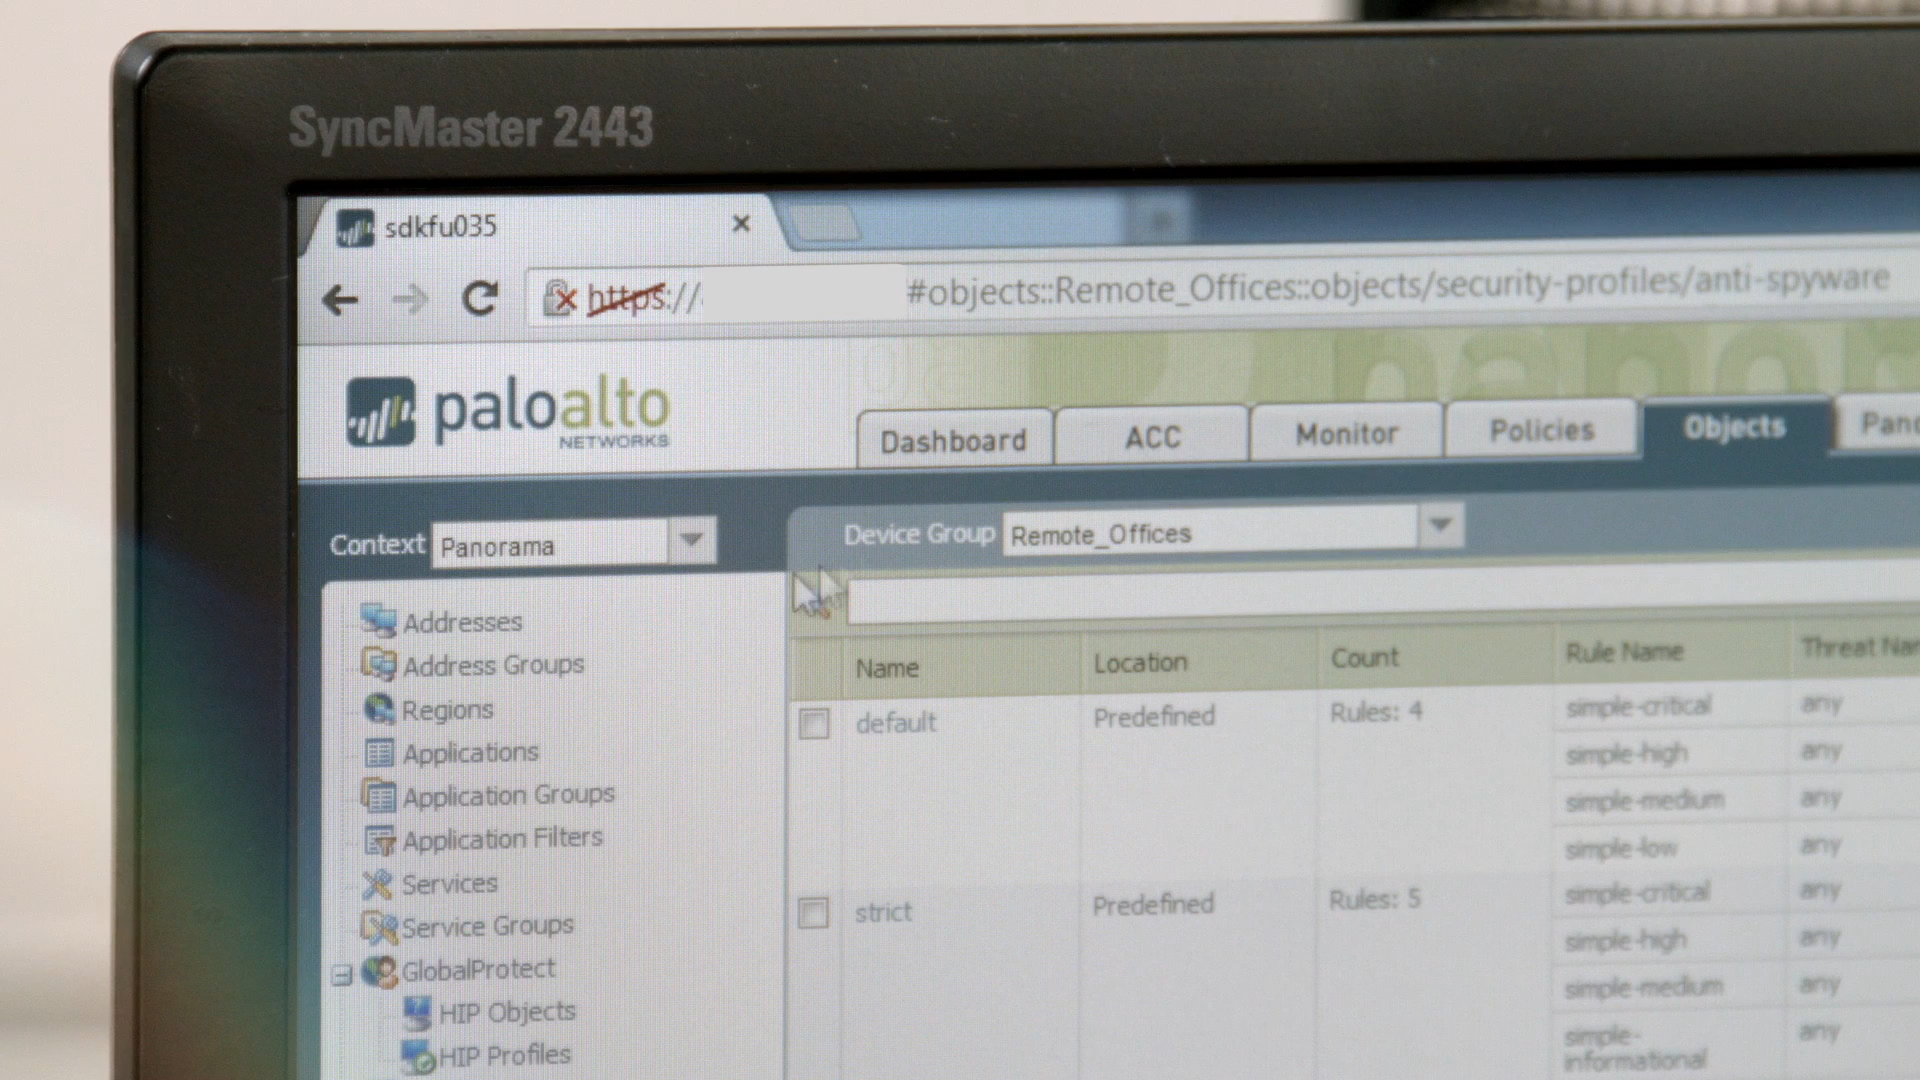 SyncMaster 2443
sdkfu035
https:// #objects::Remote_Offices::objects/security-profiles/anti-spyware
paloalto
NETWORKS
Dashboard ACC Monitor Policies Objects
Context Panorama Device Group Remote_Offices
Addresses
Address Groups
Regions
Applications
Application Groups
Application Filters
Services
Service Groups
GlobalProtect
HIP Objects
HIP Profiles
Name Location Count Rule Name Threat
default Predefined Rules: 4 simple-critical any
simple-high any
simple-medium any
simple-low any
strict Predefined Rules: 5 simple-critical any
simple-high any
simple-medium any
simple-informational any